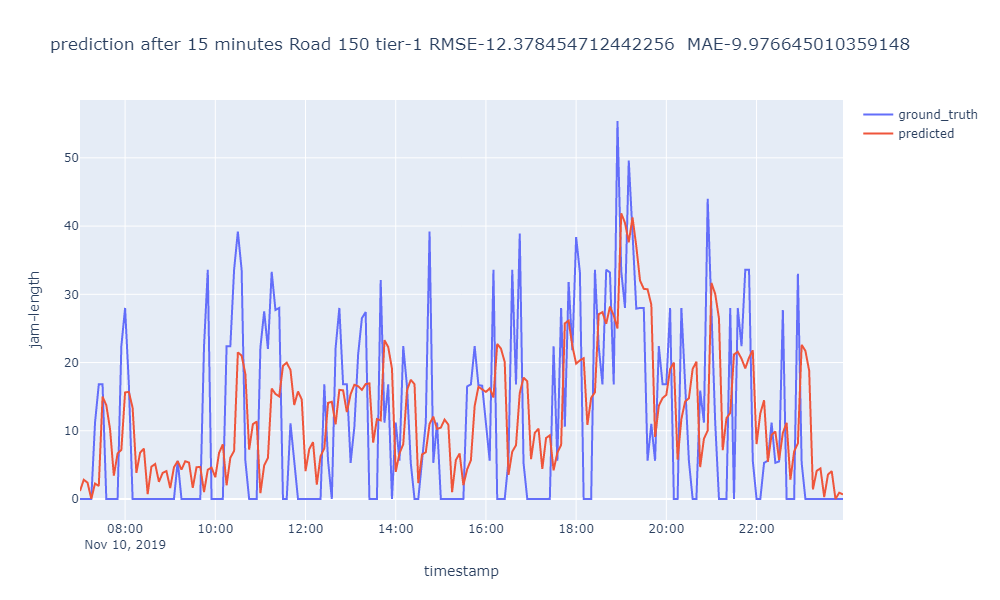 prediction after 15 minutes Road 150 tier-1 RMSE-12.378454712442256  MAE-9.976645010359148
ground_truth
predicted
50
40
30
20
10
0
jam-length
08:00 10:00 12:00 14:00 16:00 18:00 20:00 22:00
Nov 10, 2019
timestamp